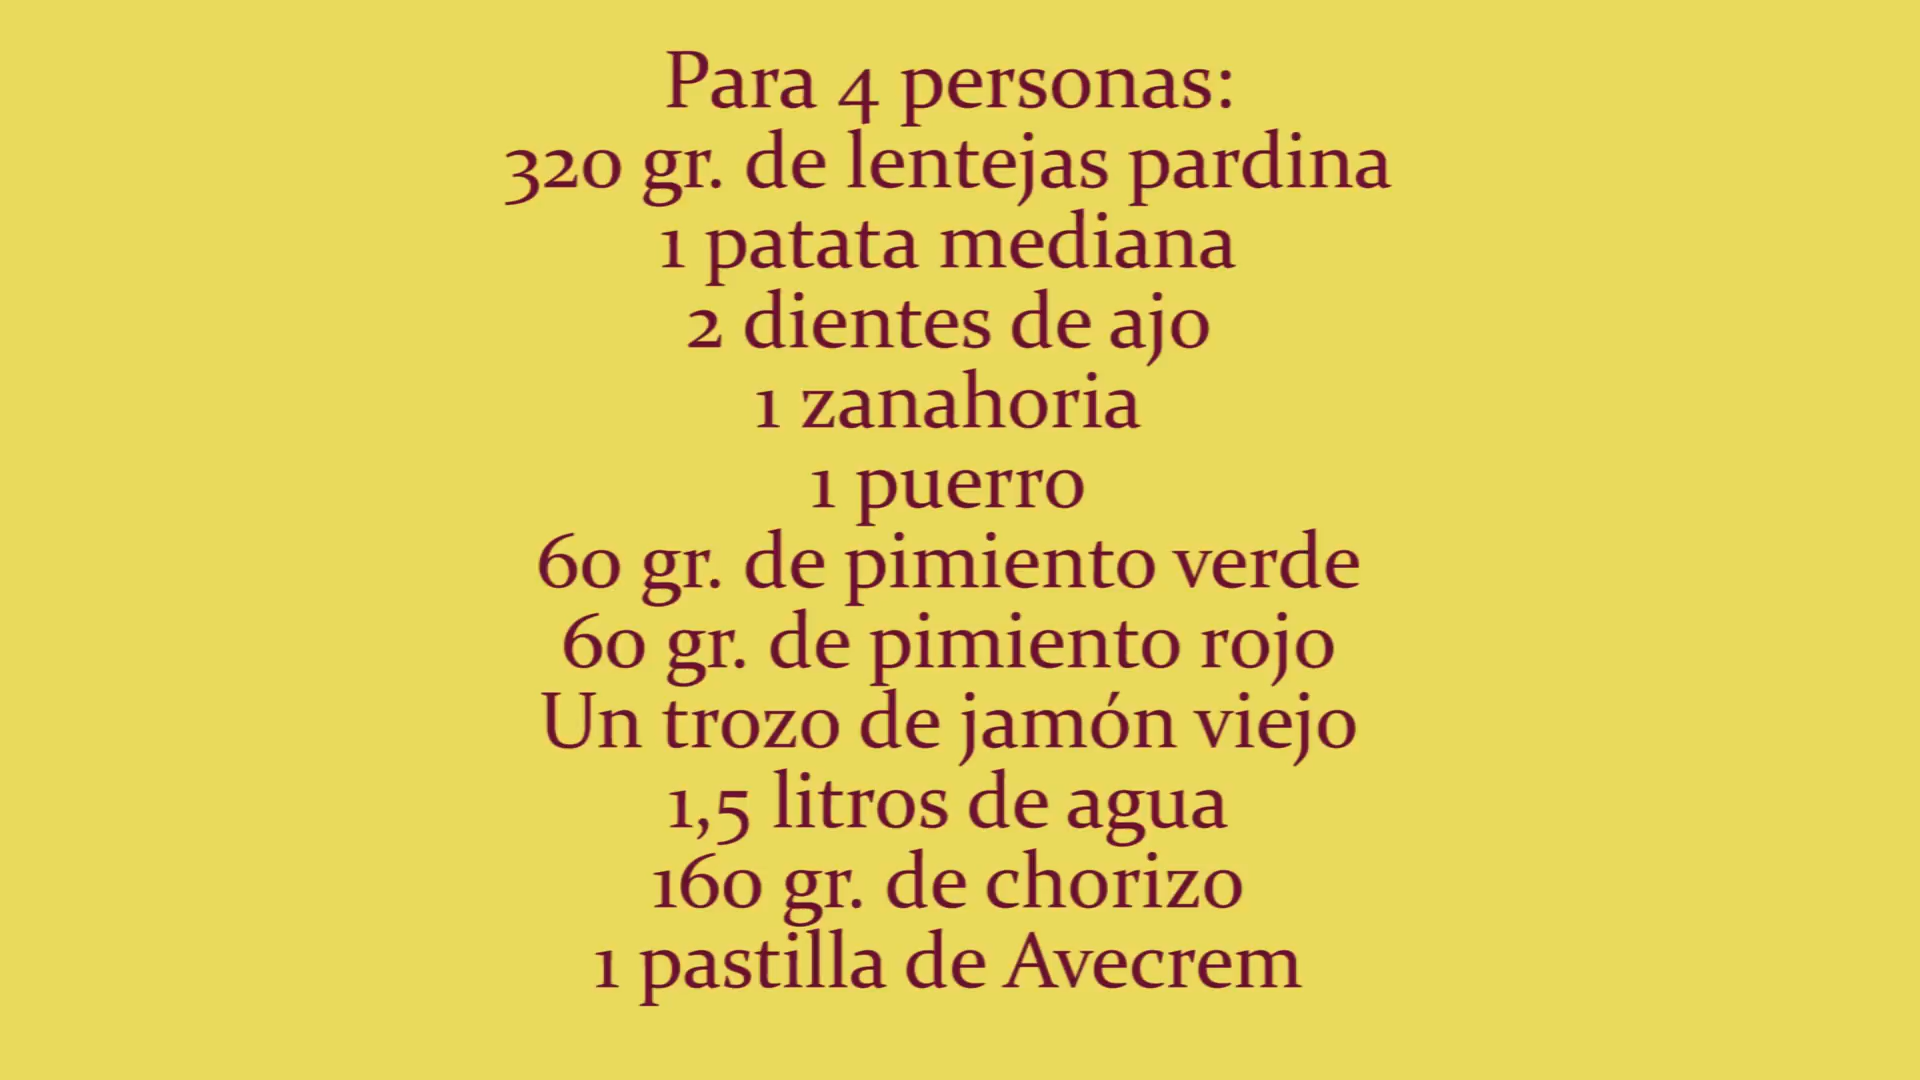 Para 4 personas:
320 gr. de lentejas pardina
1 patata mediana
2 dientes de ajo
1 zanahoria
1 puerro
60 gr. de pimiento verde
60 gr. de pimiento rojo
Un trozo de jamón viejo
1,5 litros de agua
160 gr. de chorizo
1 pastilla de Avecrem